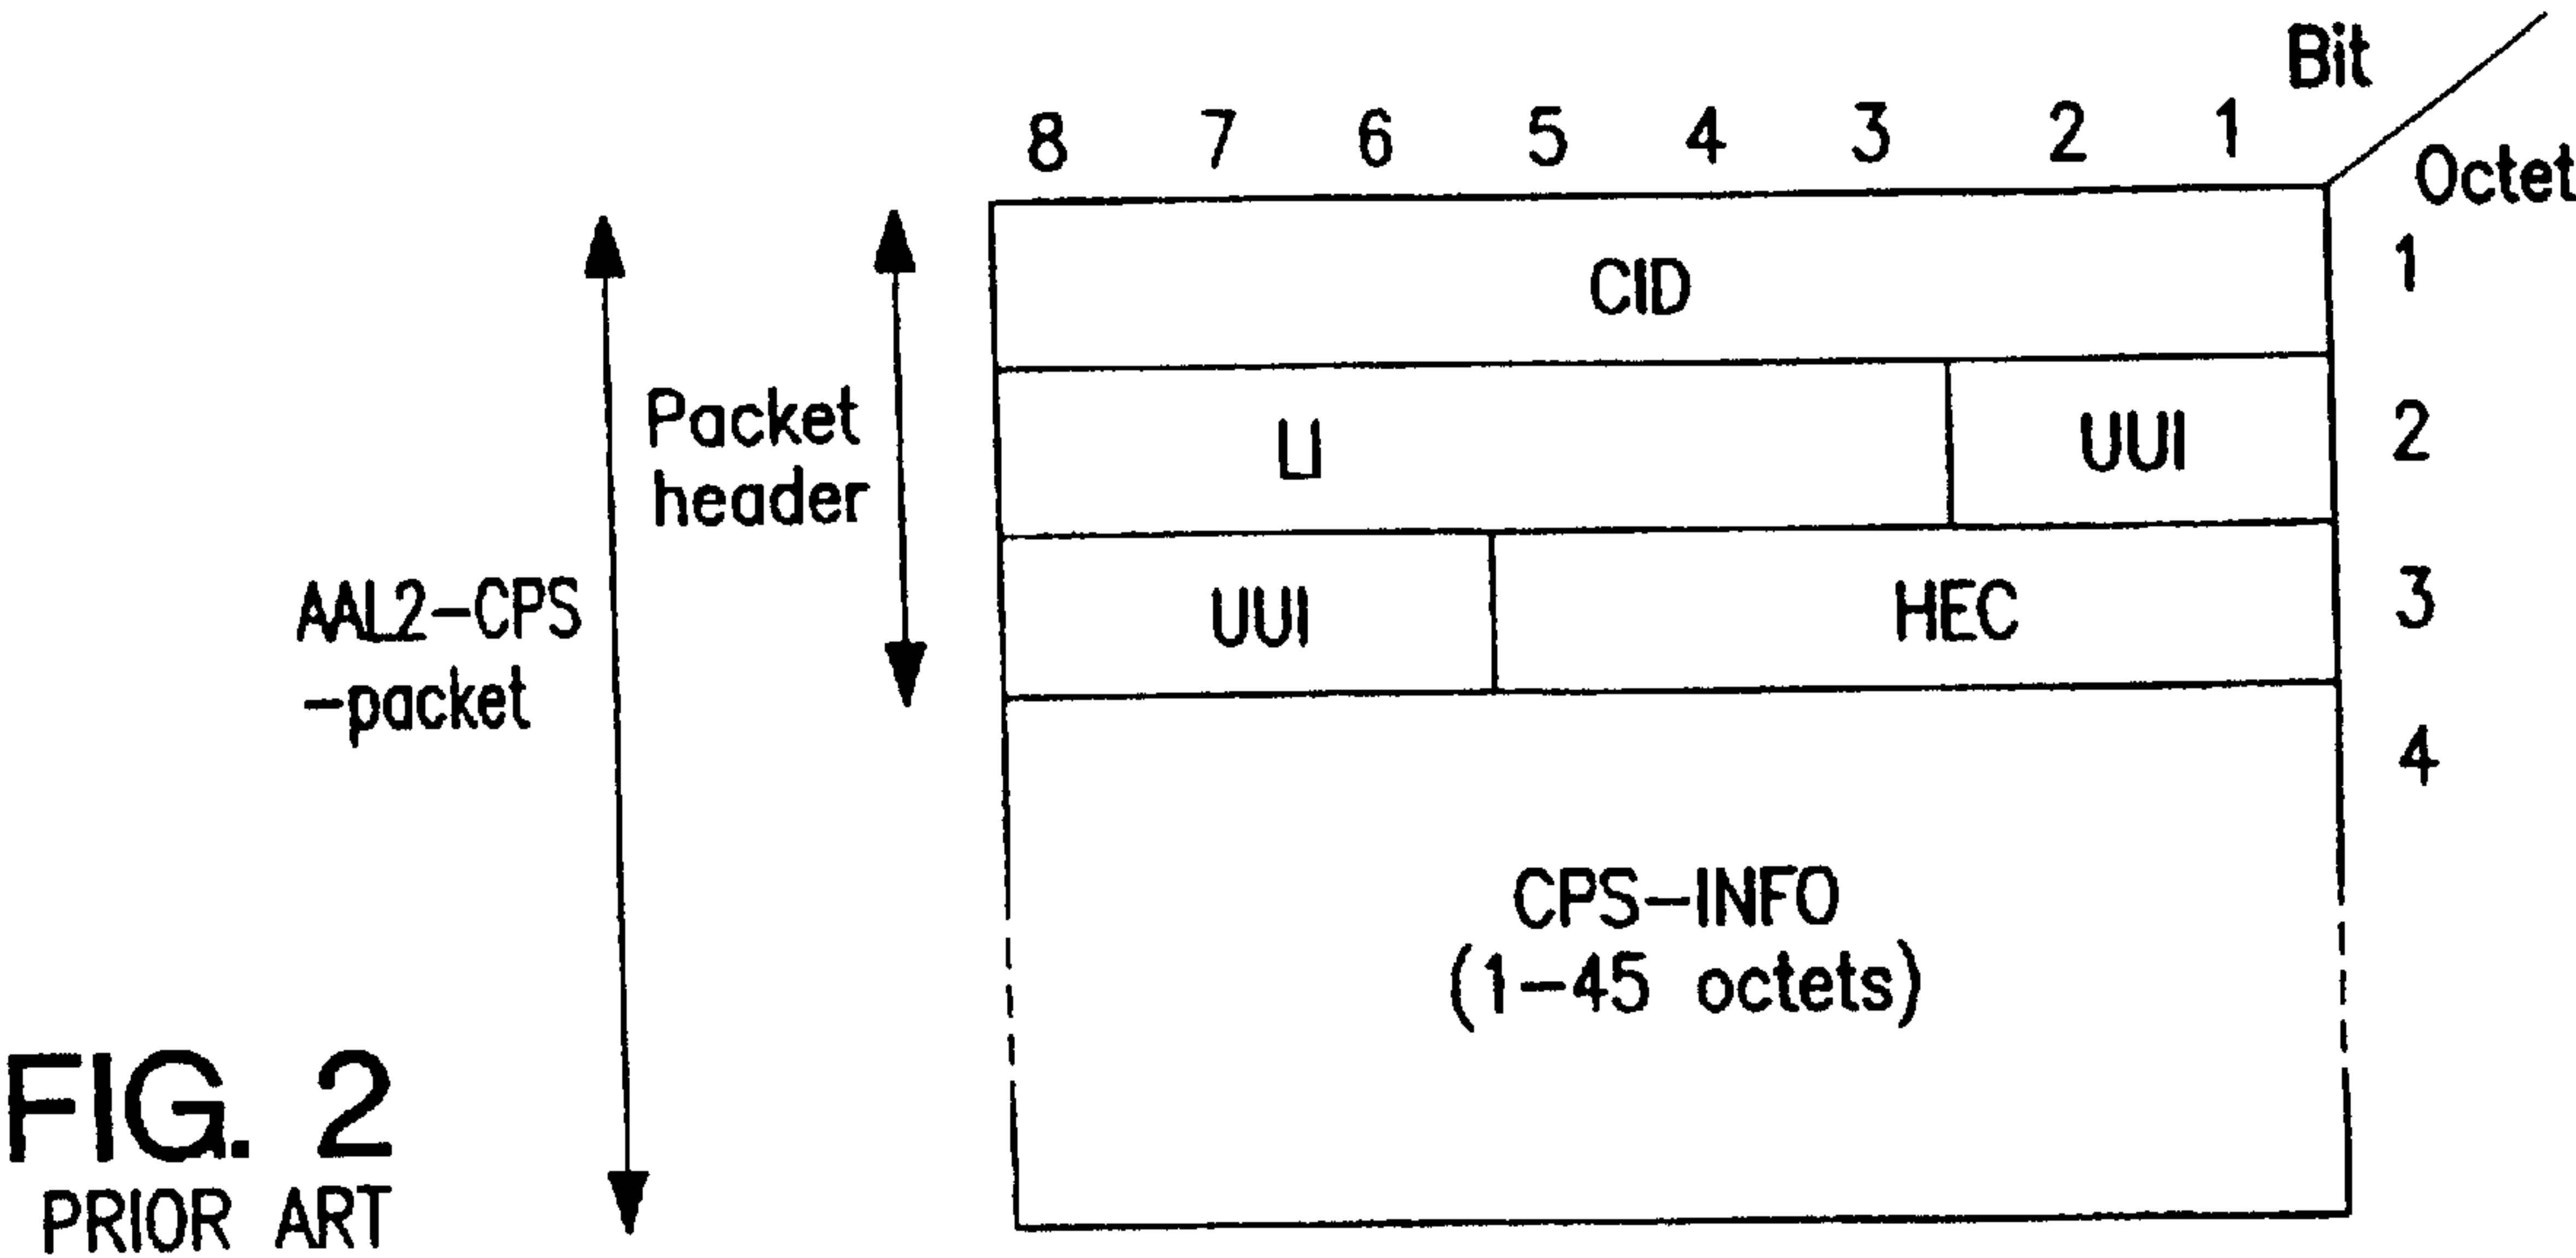 Bit
8 7 6 5 4 3 2 1
Octet
CID
1
Packet
header
LI
UUI
2
AAL2-CPS
-packet
UUI
HEC
3
4
CPS-INFO
(1-45 octets)
FIG. 2
PRIOR ART